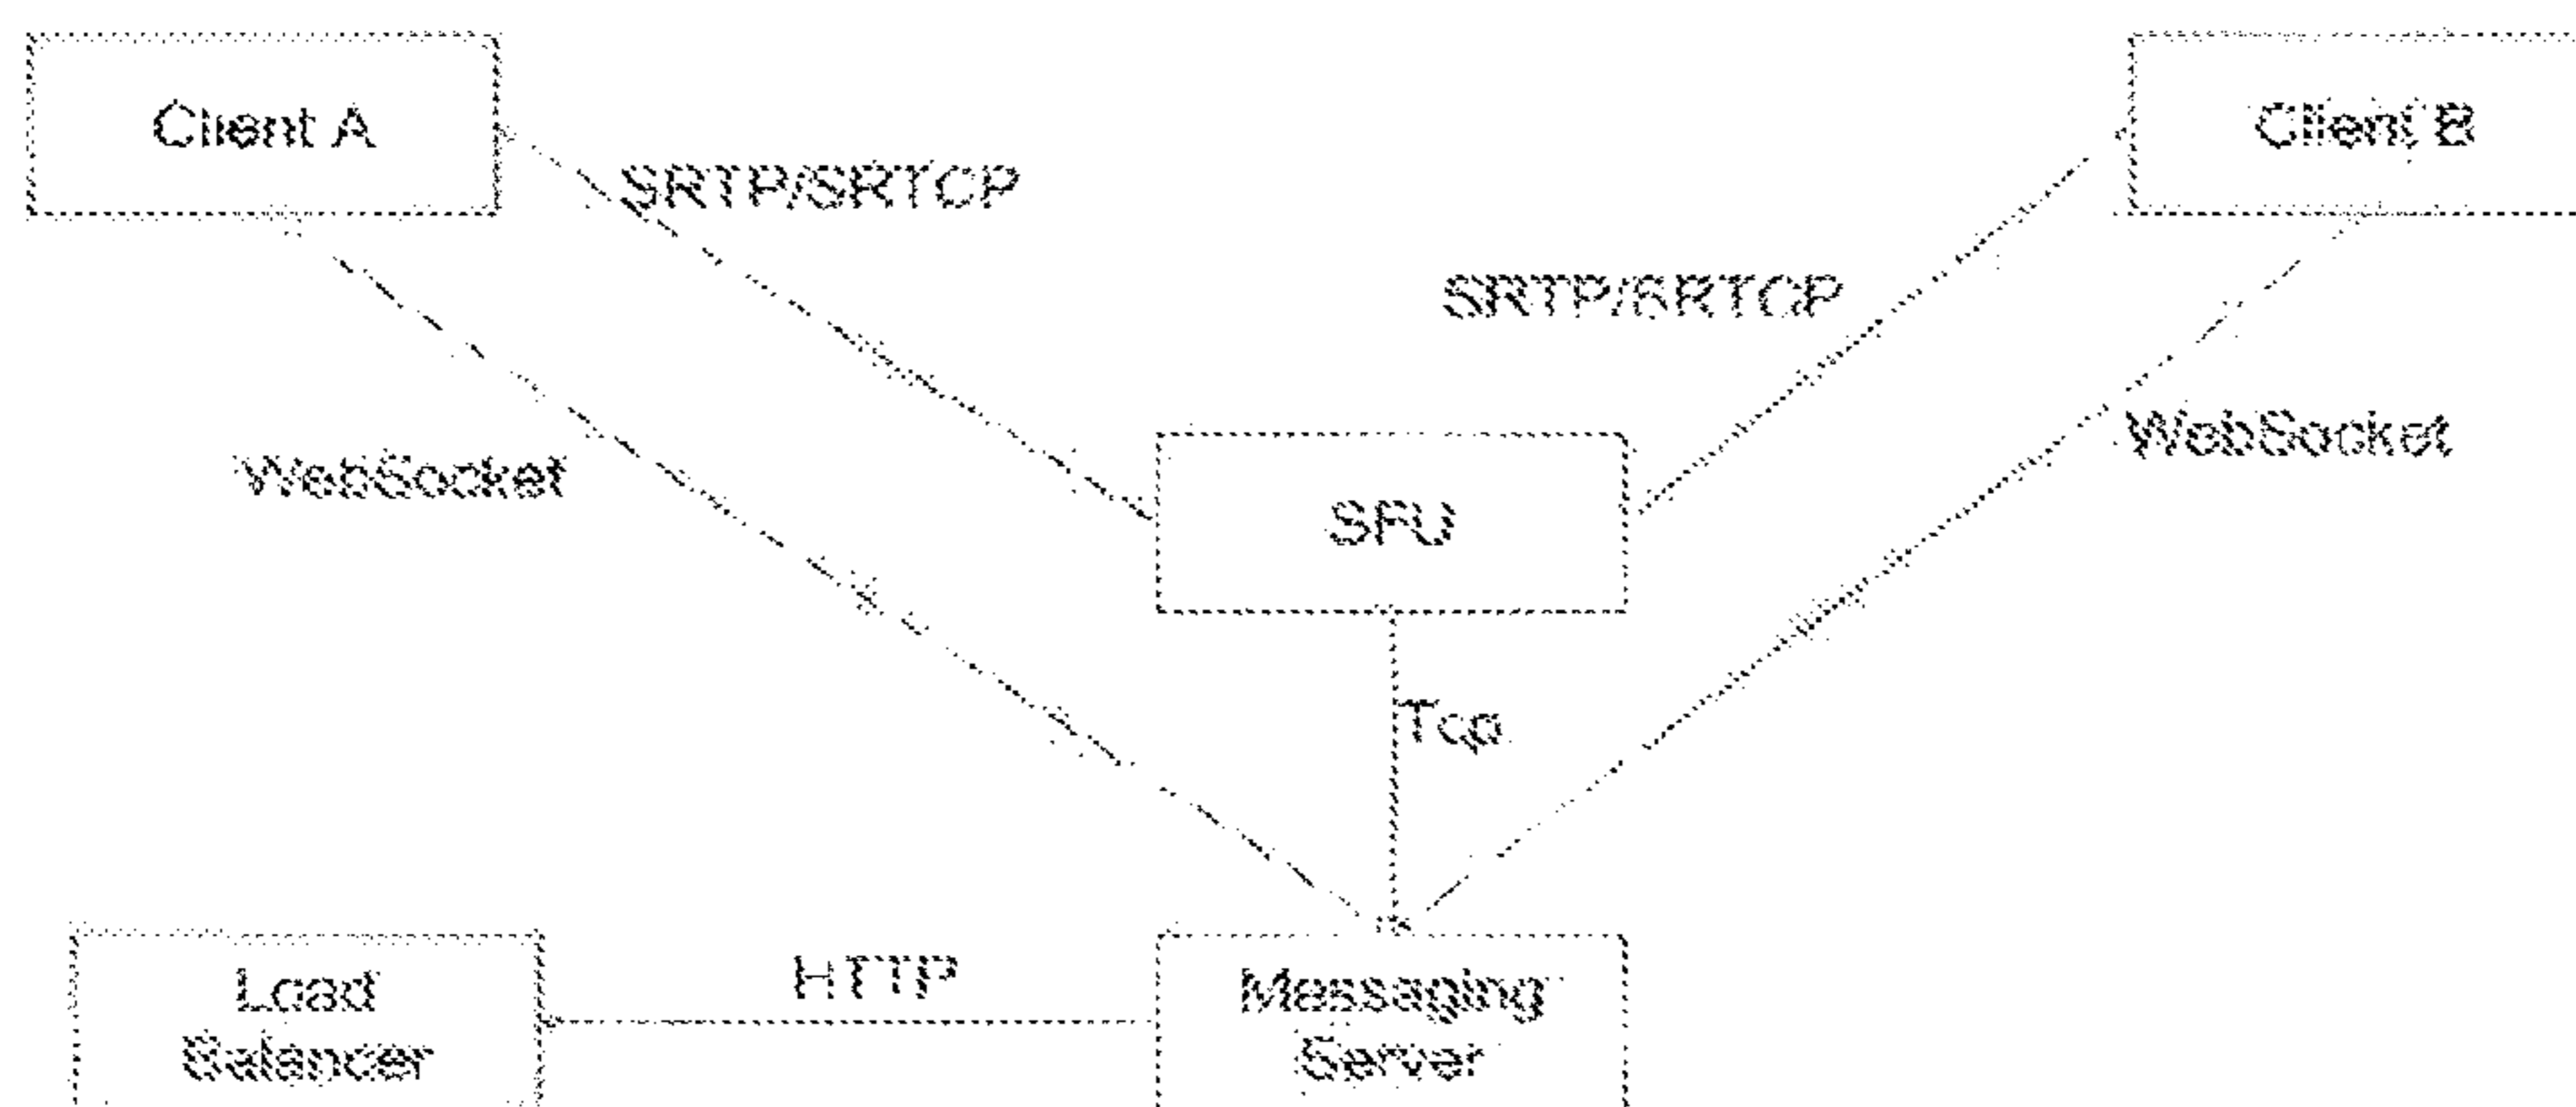 Client A
Client B
SRTP/SRTCP
SRTP/SRTCP
WebSocket
WebSocket
SFU
Tcp
HTTP
Load
Balancer
Messaging
Server